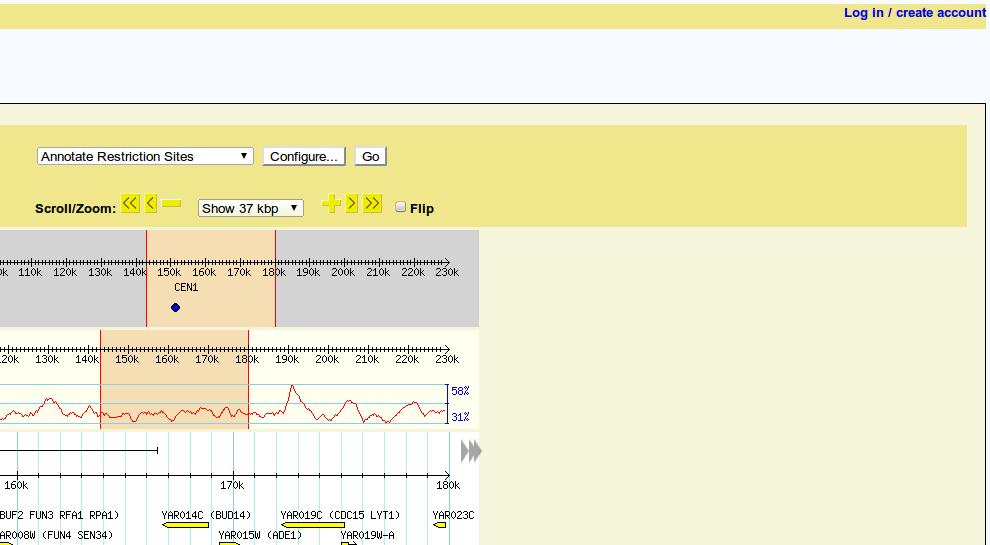 Log in / create account
Annotate Restriction Sites Configure... Go
Scroll/Zoom: Show 37 kbp Flip
110k 120k 130k 140k 150k 160k 170k 180k 190k 200k 210k 220k 230k
CEN1
20k 130k 140k 150k 160k 170k 180k 190k 200k 210k 220k 230k
58%
31%
160k 170k 180k
BUF2 FUN3 RFA1 RPA1) YAR014C (BUD14) YAR019C (CDC15 LYT1) YAR023C
AR008W (FUN4 SEN34) YAR015W (ADE1) YAR019W-A